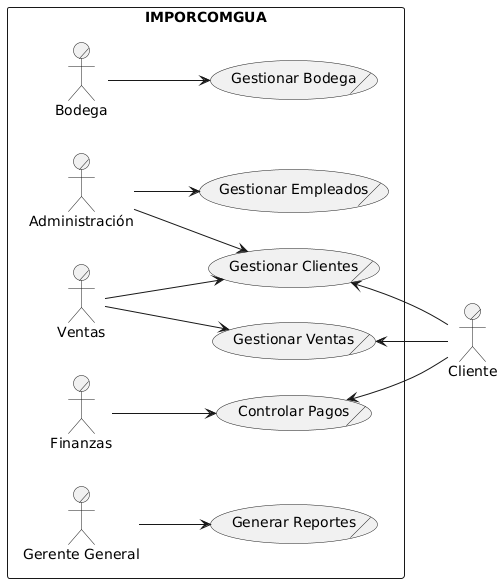 IMPORCOMGUA
Bodega
Gestionar Bodega
Administración
Gestionar Empleados
Gestionar Clientes
Ventas
Gestionar Ventas
Cliente
Finanzas
Controlar Pagos
Gerente General
Generar Reportes